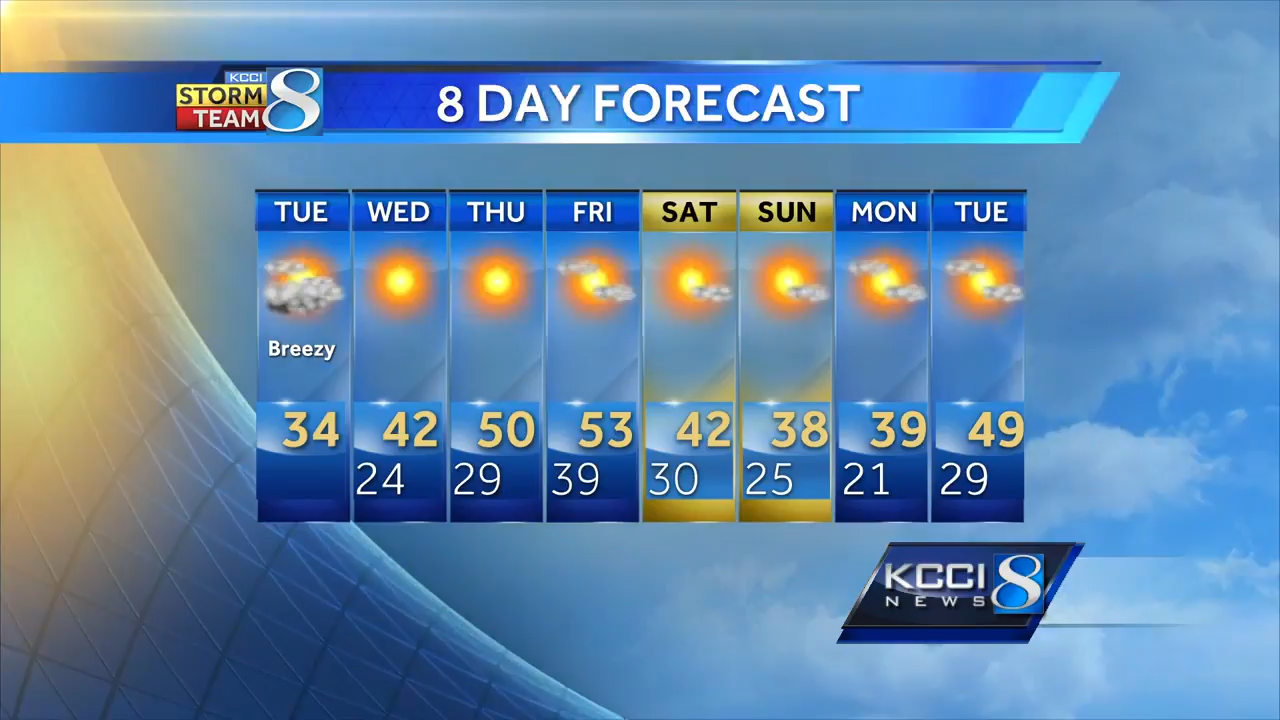 KCCI
STORM
TEAM
8
8 DAY FORECAST
TUE WED THU FRI SAT SUN MON TUE
Breezy
34 42 50 53 42 38 39 49
24 29 39 30 25 21 29
KCCI 8
NEWS